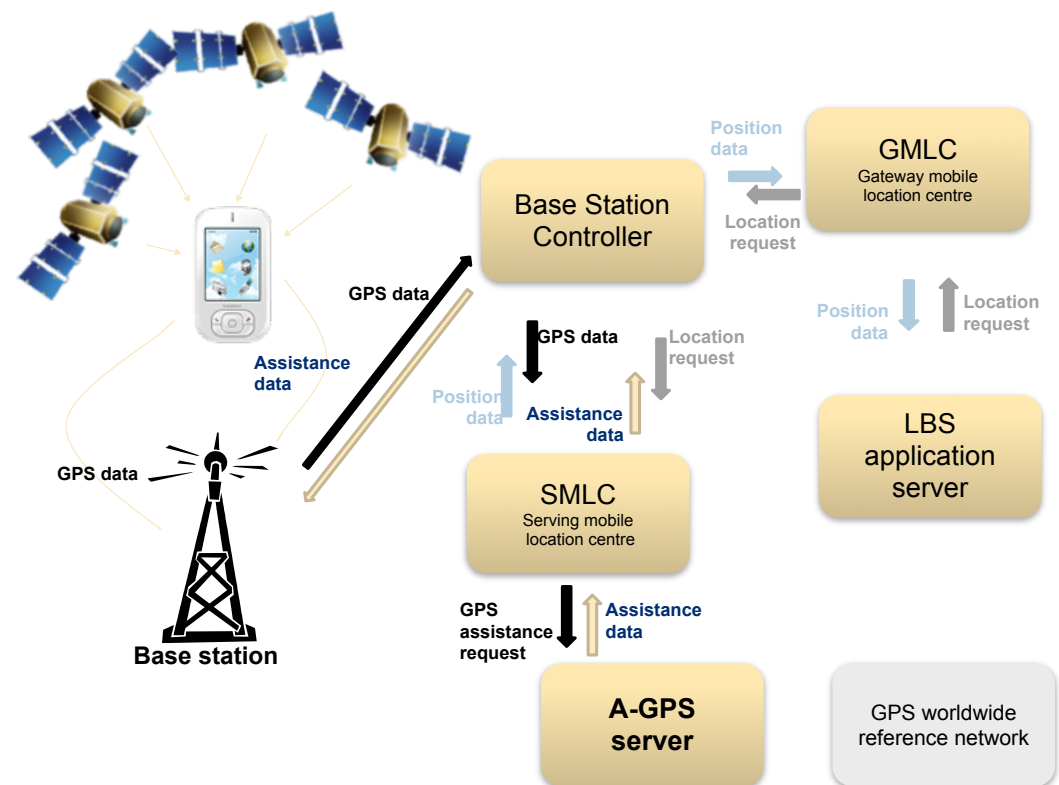 Position
data
GMLC
Gateway mobile
location centre
Base Station
Controller
Location
request
GPS data
Position
data
Location
request
GPS data
Location
request
Assistance
data
Position
data
Assistance
data
LBS
application
server
GPS data
SMLC
Serving mobile
location centre
Base station
GPS
assistance
request
Assistance
data
A-GPS
server
GPS worldwide
reference network